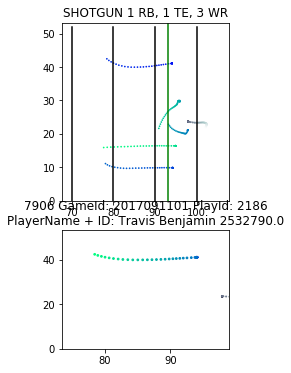 SHOTGUN 1 RB, 1 TE, 3 WR
50
40
30
20
10
0
70 80 90 100
7906 GameId: 2017091101 PlayId: 2186
PlayerName + ID: Travis Benjamin 2532790.0
40
20
0
80 90